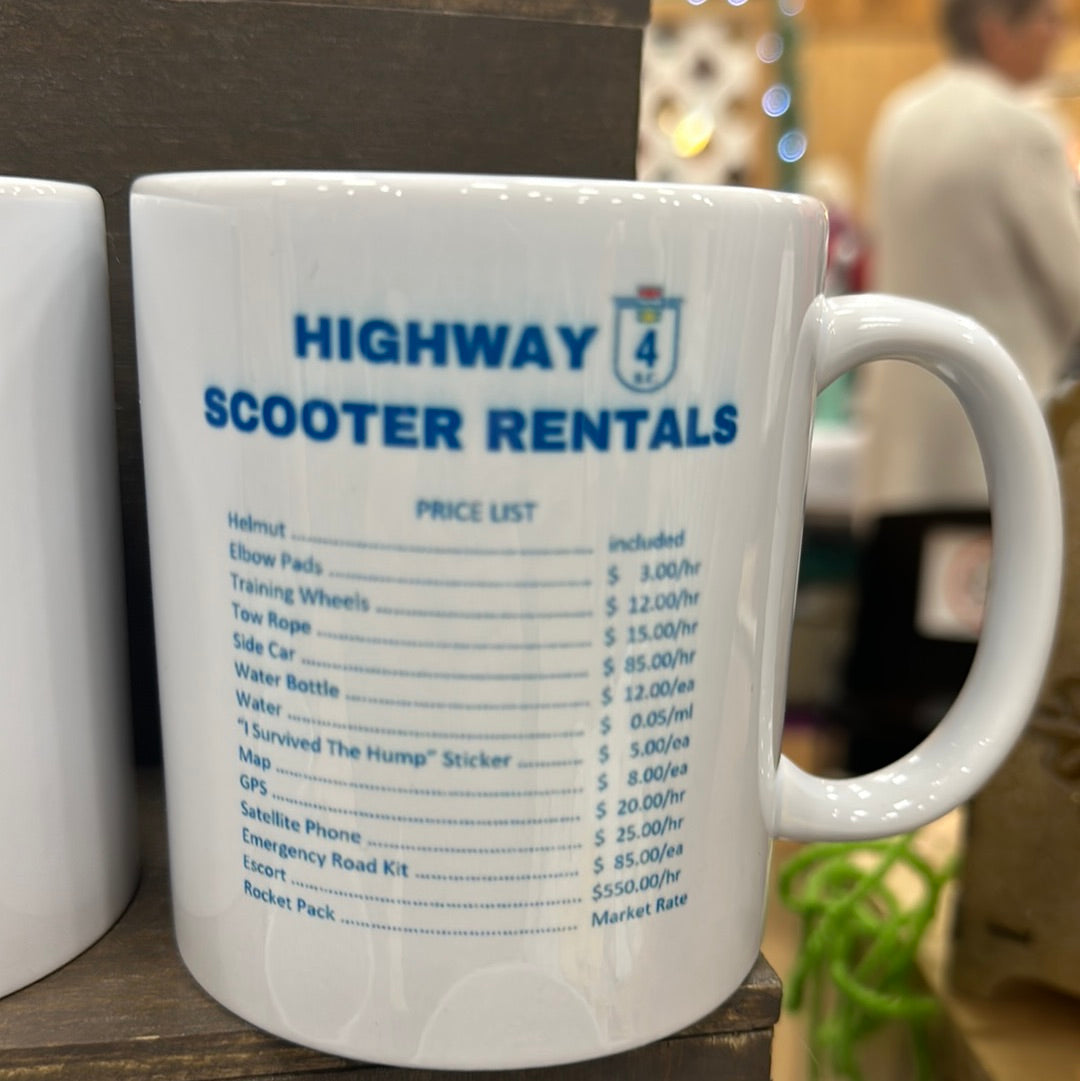 HIGHWAY 4
B.C.
SCOOTER RENTALS
PRICE LIST
Helmut ........ included
Elbow Pads ........ $ 3.00/hr
Training Wheels ........ $ 12.00/hr
Tow Rope ........ $ 15.00/hr
Side Car ........ $ 85.00/hr
Water Bottle ........ $ 12.00/ea
Water ........ $ 0.05/ml
"I Survived The Hump" Sticker ........ $ 5.00/ea
Map ........ $ 8.00/ea
GPS ........ $ 20.00/hr
Satellite Phone ........ $ 25.00/hr
Emergency Road Kit ........ $ 85.00/ea
Escort ........ $550.00/hr
Rocket Pack ........ Market Rate